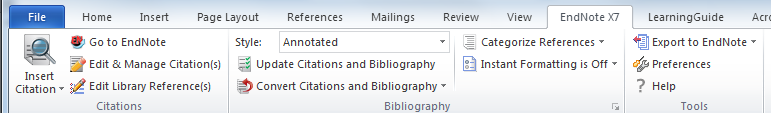 File Home Insert Page Layout References Mailings Review View EndNote X7 LearningGuide Acro
Go to EndNote Style: Annotated Categorize References Export to EndNote
Insert Citation Edit & Manage Citation(s) Update Citations and Bibliography Instant Formatting is Off Preferences
Edit Library Reference(s) Convert Citations and Bibliography ? Help
Citations Bibliography Tools